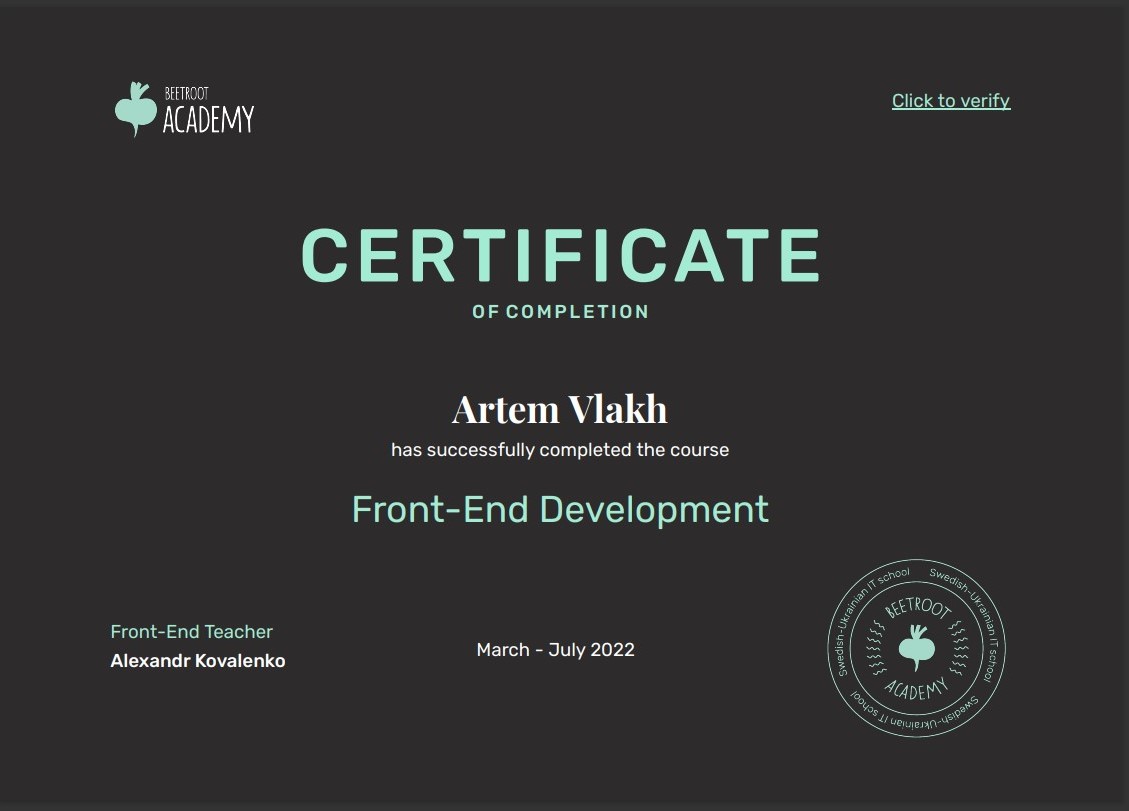 BEETROOT
ACADEMY
Click to verify
CERTIFICATE
OF COMPLETION
Artem Vlakh
has successfully completed the course
Front-End Development
Front-End Teacher
Alexandr Kovalenko
March - July 2022
Swedish-Ukrainian IT school
Swedish-Ukrainian IT school
Swedish-Ukrainian IT school
BEETROOT
ACADEMY